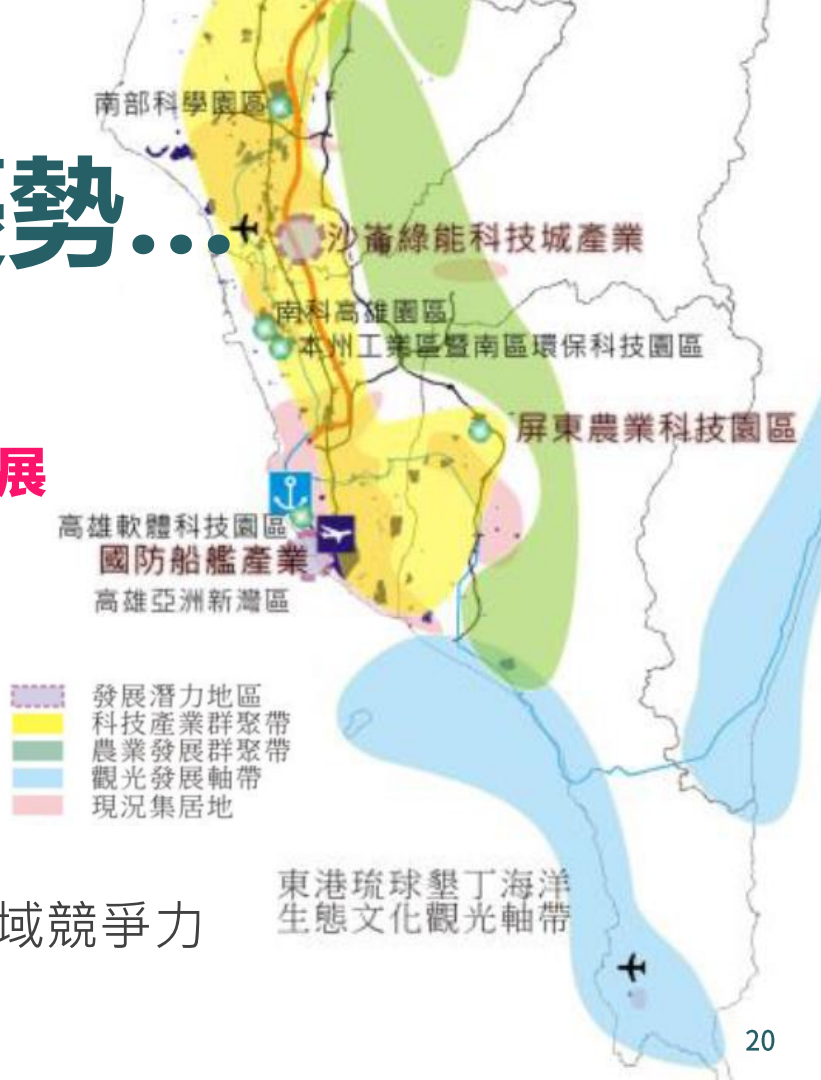 南部科學園區
勢...
沙崙綠能科技城產業
南科高雄園區
本州工業區暨南區環保科技園區
屏東農業科技園區
展
高雄軟體科技園區
國防船艦產業
高雄亞洲新灣區
發展潛力地區
科技產業群聚帶
農業發展群聚帶
觀光發展軸帶
現況集居地
域競爭力
東港琉球墾丁海洋
生態文化觀光軸帶
20